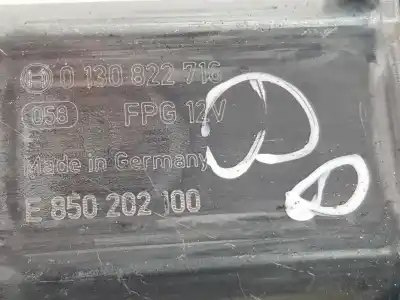 0 130 822 716
058 FPG 12V
Made in Germany
E 850 202 100